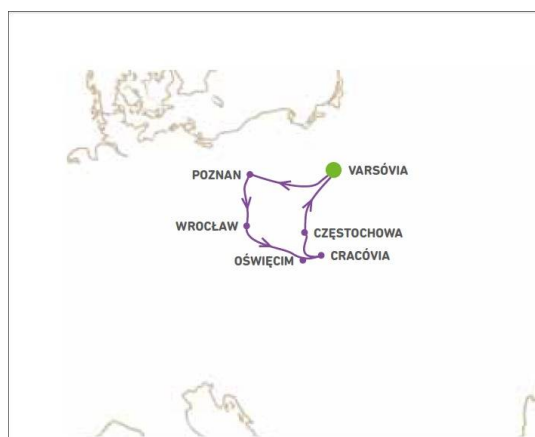 POZNAN
VARSÓVIA
WROCŁAW
CZĘSTOCHOWA
OŚWIĘCIM
CRACÓVIA